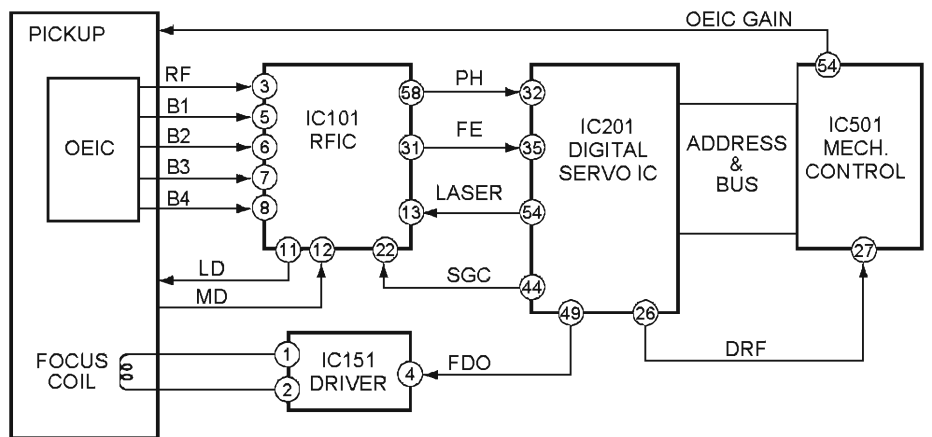 OEIC GAIN
PICKUP
54
RF
PH
3
58
32
B1
5
IC101
RFIC
IC201
DIGITAL
SERVO IC
ADDRESS
&
BUS
IC501
MECH.
CONTROL
OEIC
B2
6
FE
31
35
B3
7
LASER
B4
8
13
54
11
12
22
27
LD
SGC
44
MD
49
26
DRF
FOCUS
COIL
1
2
IC151
DRIVER
4
FDO